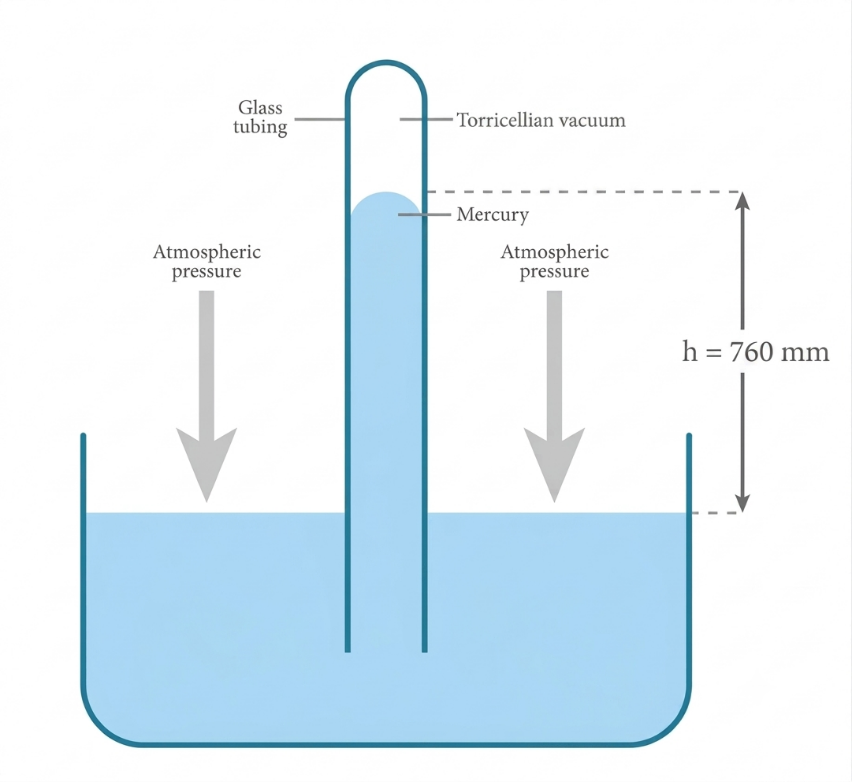 Glass
tubing
Torricellian vacuum
Mercury
Atmospheric
pressure
Atmospheric
pressure
h = 760 mm